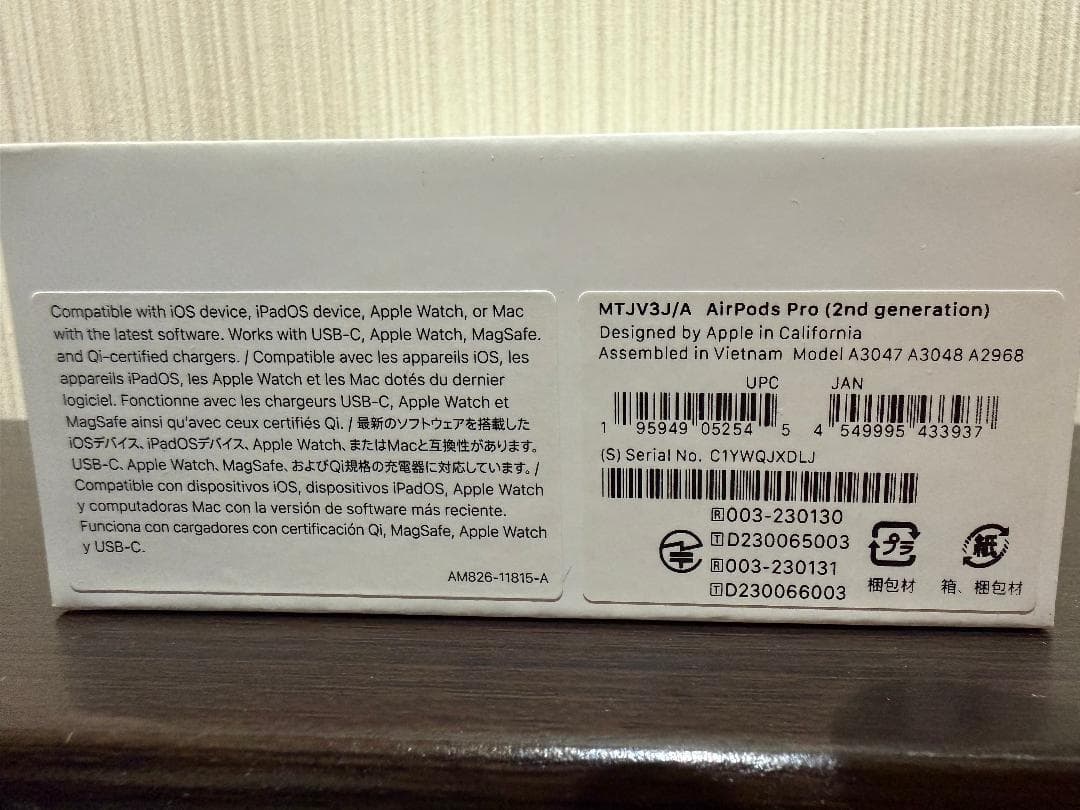 Compatible with iOS device, iPadOS device, Apple Watch, or Mac
with the latest software. Works with USB-C, Apple Watch, MagSafe.
and Qi-certified chargers. / Compatible avec les appareils iOS, les
appareils iPadOS, les Apple Watch et les Mac dotés du dernier
logiciel. Fonctionne avec les chargeurs USB-C, Apple Watch et
MagSafe ainsi qu'avec ceux certifiés Qi. / 最新のソフトウェアを搭載した
iOSデバイス、iPadOSデバイス、Apple Watch、またはMacと互換性があります。
USB-C、Apple Watch、MagSafe、およびQi規格の充電器に対応しています。/
Compatible con dispositivos iOS, dispositivos iPadOS, Apple Watch
y computadoras Mac con la versión de software más reciente.
Funciona con cargadores con certificación Qi, MagSafe, Apple Watch
y USB-C.
AM826-11815-A
MTJV3J/A AirPods Pro (2nd generation)
Designed by Apple in California
Assembled in Vietnam Model A3047 A3048 A2968
UPC JAN
1 95949 05254 5 4 549995 433937
(S) Serial No. C1YWQJXDLJ
R 003-230130
T D230065003
R 003-231131
T D230066003
プラ 紙
梱包材 箱、梱包材